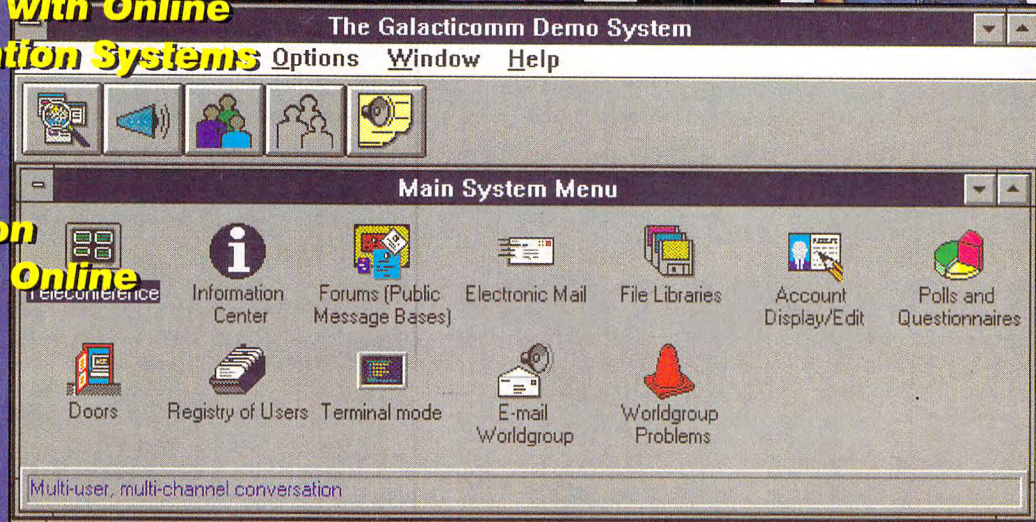 with Online
The Galacticomm Demo System
tion Systems Options Window Help
Main System Menu
on
Online
Teleconference
Information
Center
Forums (Public
Message Bases)
Electronic Mail
File Libraries
Account
Display/Edit
Polls and
Questionnaires
Doors
Registry of Users
Terminal mode
E-mail
Worldgroup
Worldgroup
Problems
Multi-user, multi-channel conversation